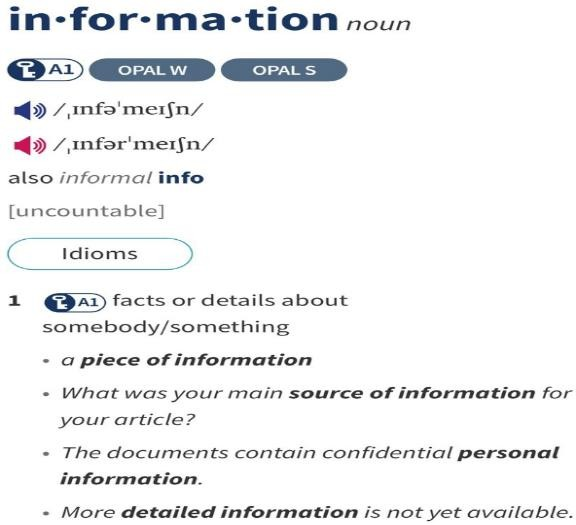 in•for•ma•tion noun
A1 OPAL W OPAL S
/ˌɪnfəˈmeɪʃn/
/ˌɪnfərˈmeɪʃn/
also informal info
[uncountable]
Idioms
1 A1 facts or details about
somebody/something
• a piece of information
• What was your main source of information for
your article?
• The documents contain confidential personal
information.
• More detailed information is not yet available.